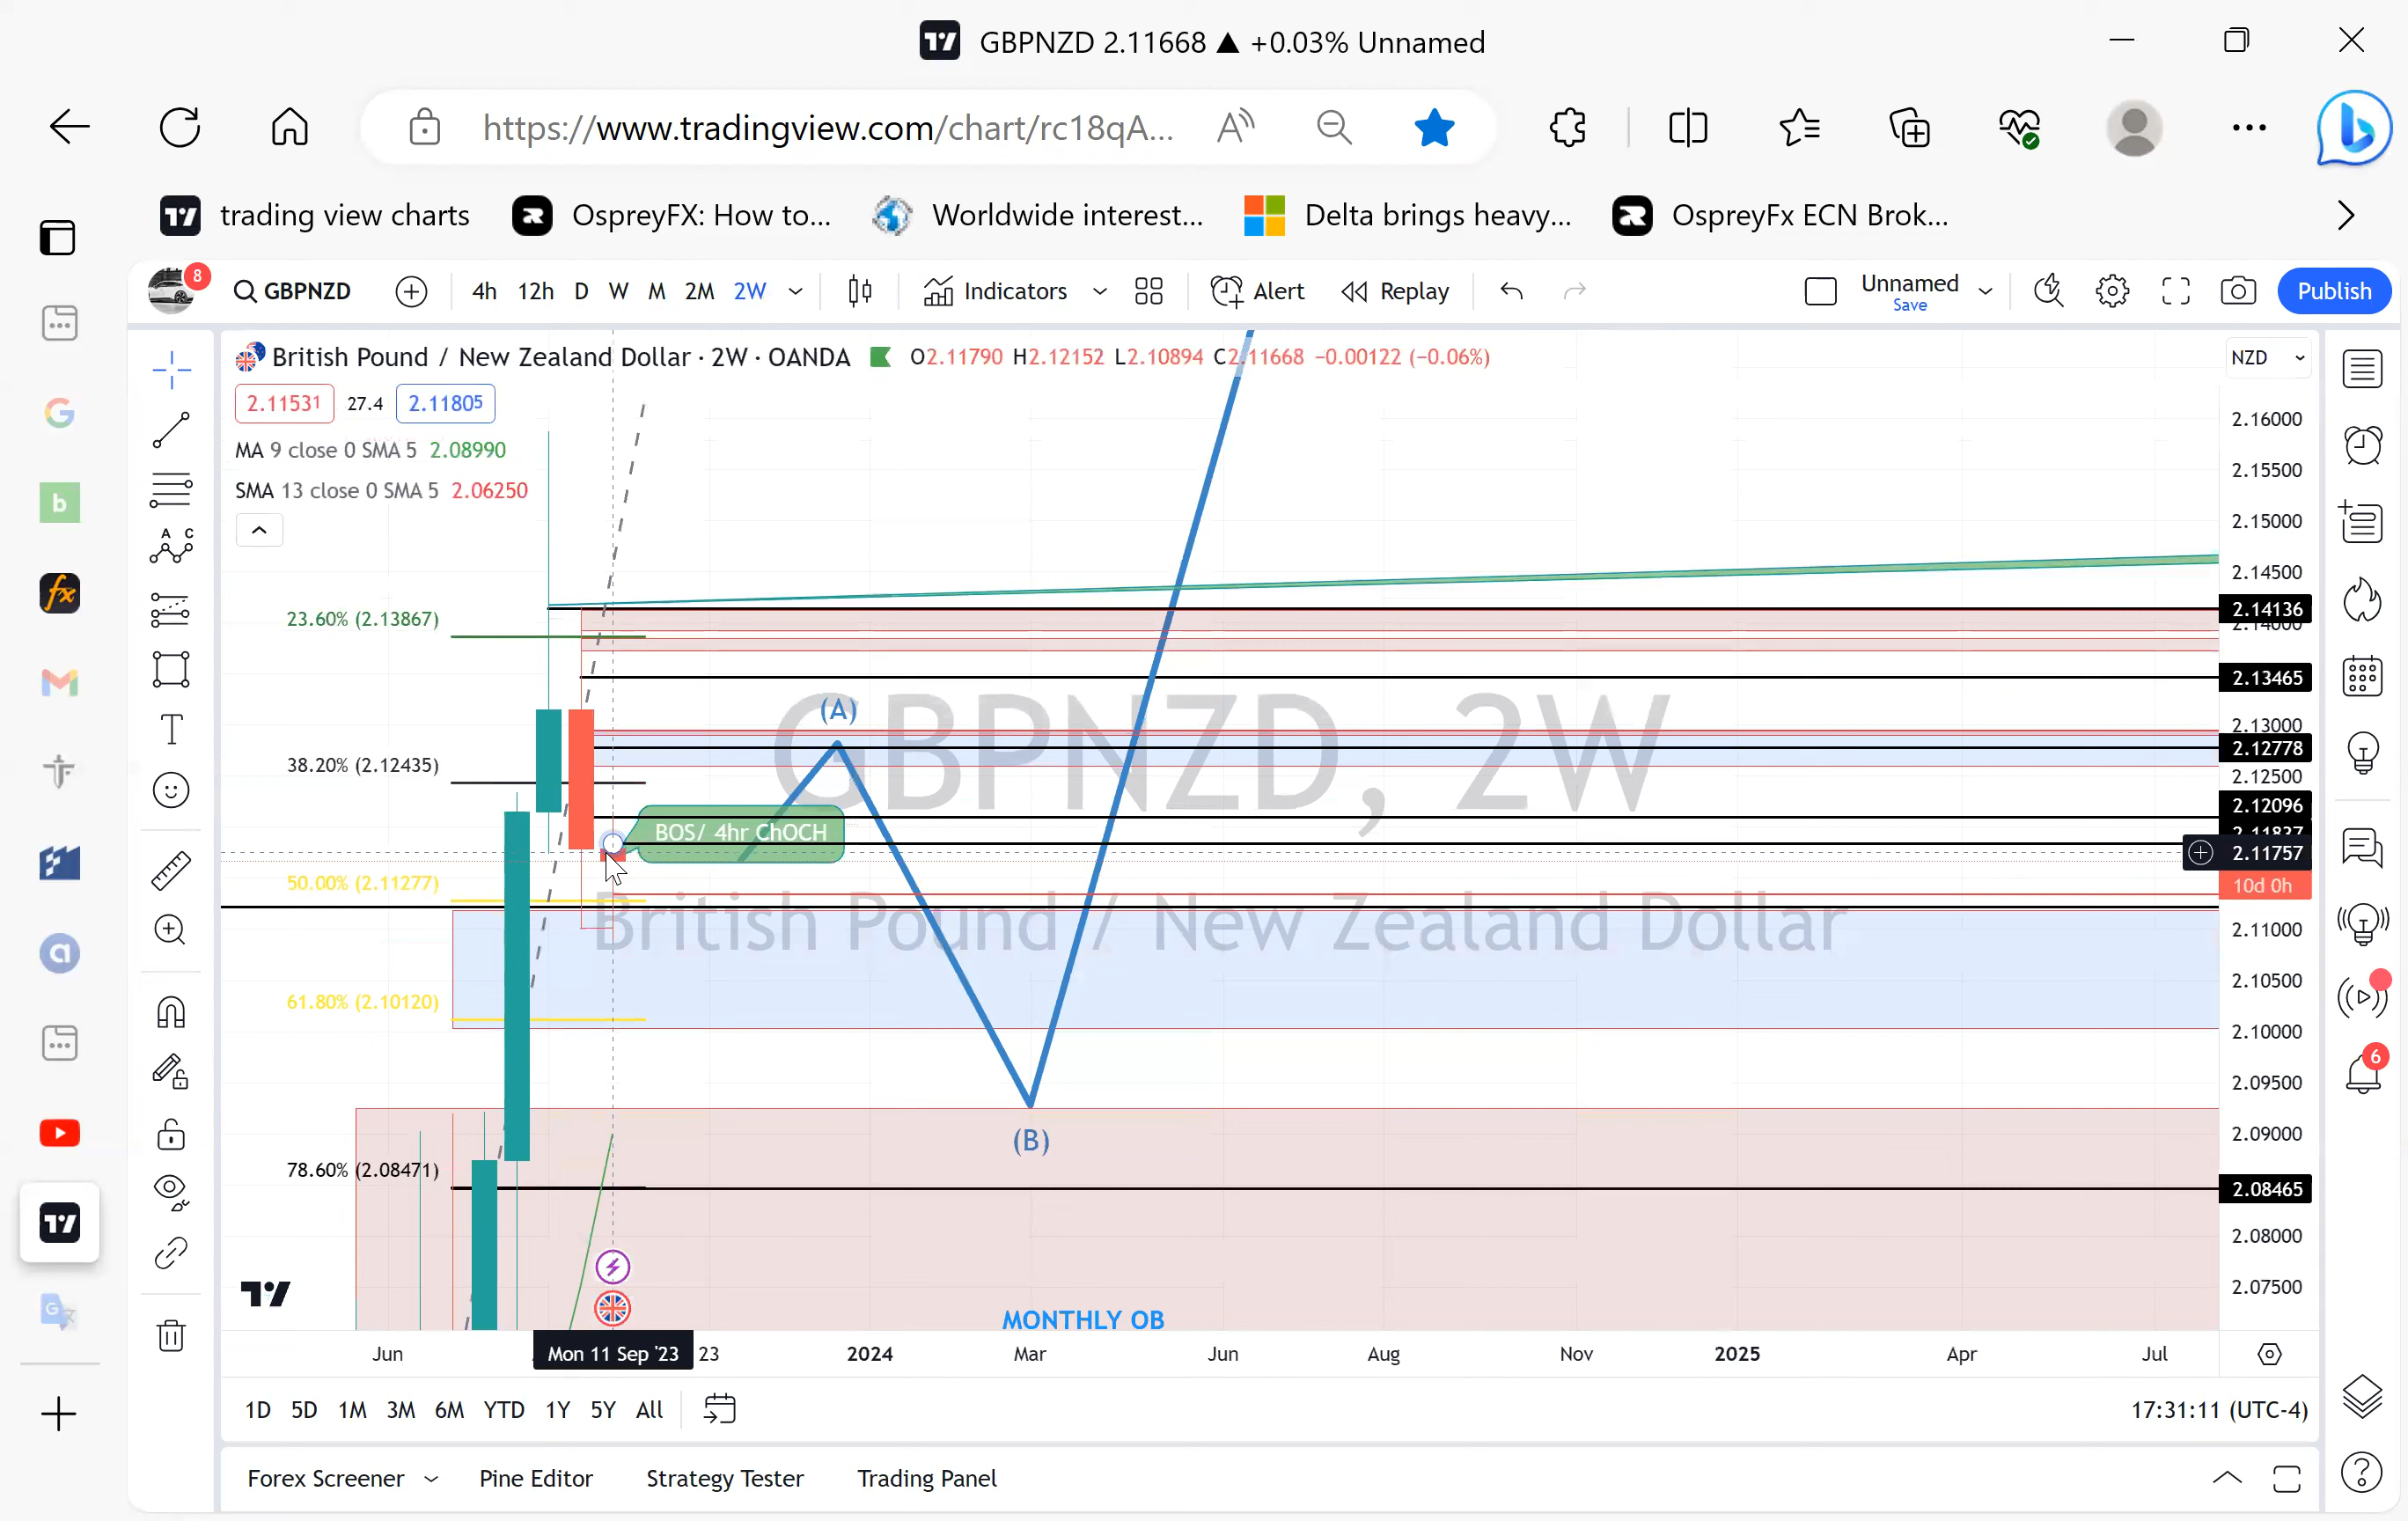 GBPNZD 2.11668 ▲ +0.03% Unnamed
https://www.tradingview.com/chart/rc18qA...
trading view charts
OspreyFX: How to...
Worldwide interest...
Delta brings heavy...
OspreyFx ECN Brok...
8
GBPNZD
4h 12h D W M 2M 2W
Indicators
Alert
Replay
Unnamed
Save
Publish
British Pound / New Zealand Dollar · 2W · OANDA
O2.11790 H2.12152 L2.10894 C2.11668 −0.00122 (−0.06%)
NZD
2.11531 27.4 2.11805
MA 9 close 0 SMA 5 2.08990
SMA 13 close 0 SMA 5 2.06250
2.16000
2.15500
2.15000
2.14500
2.14136
2.14000
2.13465
2.13000
2.12778
2.12500
2.12096
2.11837
2.11757
10d 0h
2.11000
2.10500
2.10000
2.09500
2.09000
2.08465
2.08000
2.07500
23.60% (2.13867)
38.20% (2.12435)
50.00% (2.11277)
61.80% (2.10120)
78.60% (2.08471)
(A)
GBPNZD, 2W
BOS/ 4hr ChOCH
British Pound / New Zealand Dollar
(B)
MONTHLY OB
Jun
Mon 11 Sep '23
23
2024
Mar
Jun
Aug
Nov
2025
Apr
Jul
1D 5D 1M 3M 6M YTD 1Y 5Y All
17:31:11 (UTC-4)
Forex Screener
Pine Editor
Strategy Tester
Trading Panel
6